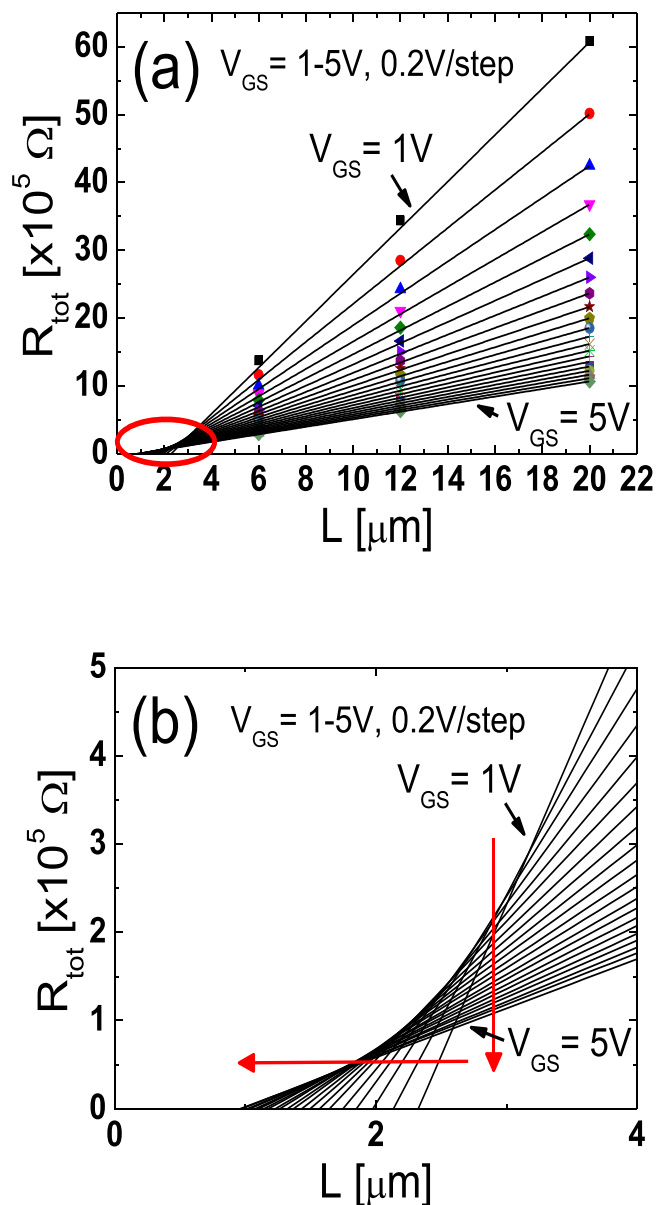 (a) V_GS = 1-5V, 0.2V/step
V_GS = 1V
V_GS = 5V
R_tot [x10^5 Ω]
60
50
40
30
20
10
0
0 2 4 6 8 10 12 14 16 18 20 22
L [μm]
(b) V_GS = 1-5V, 0.2V/step
V_GS = 1V
V_GS = 5V
R_tot [x10^5 Ω]
5
4
3
2
1
0
0 2 4
L [μm]